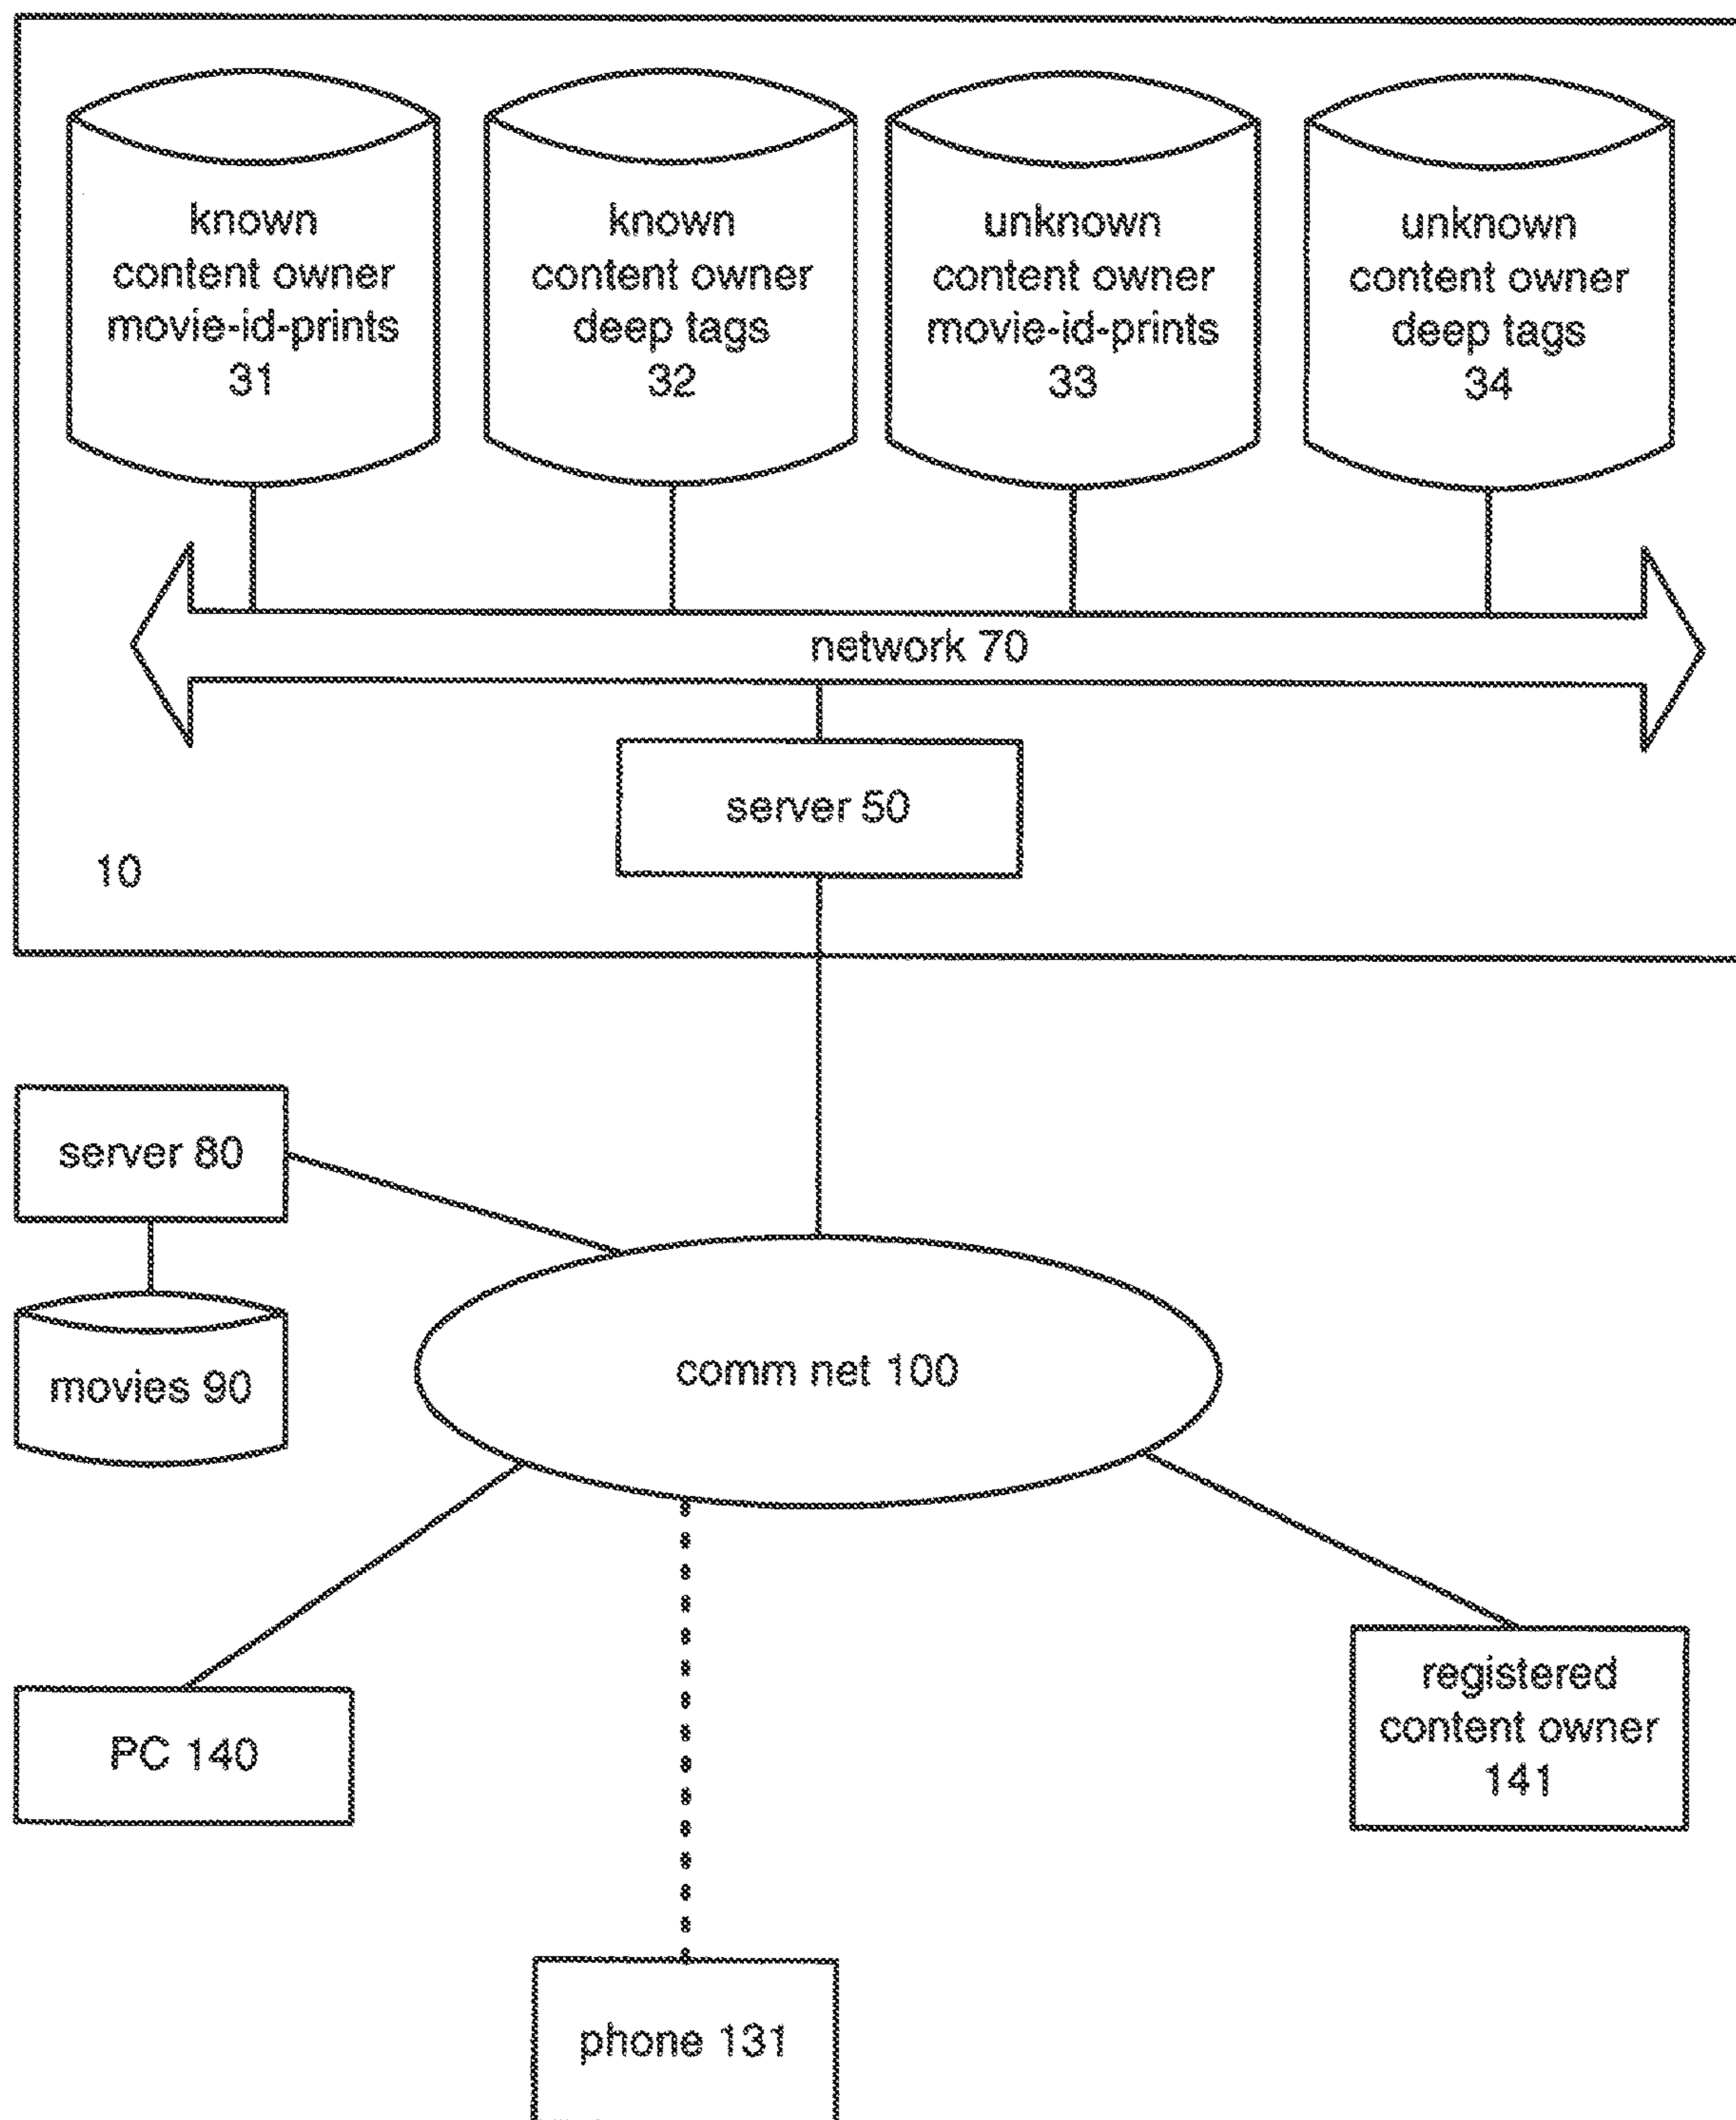 known
content owner
movie-id-prints
31
known
content owner
deep tags
32
unknown
content owner
movie-id-prints
33
unknown
content owner
deep tags
34
network 70
server 50
10
server 80
movies 90
comm net 100
PC 140
registered
content owner
141
phone 131